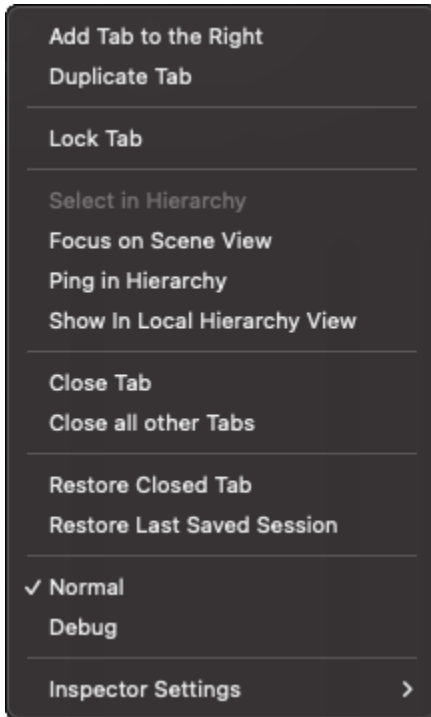 Add Tab to the Right
Duplicate Tab
Lock Tab
Select in Hierarchy
Focus on Scene View
Ping in Hierarchy
Show In Local Hierarchy View
Close Tab
Close all other Tabs
Restore Closed Tab
Restore Last Saved Session
✓ Normal
Debug
Inspector Settings